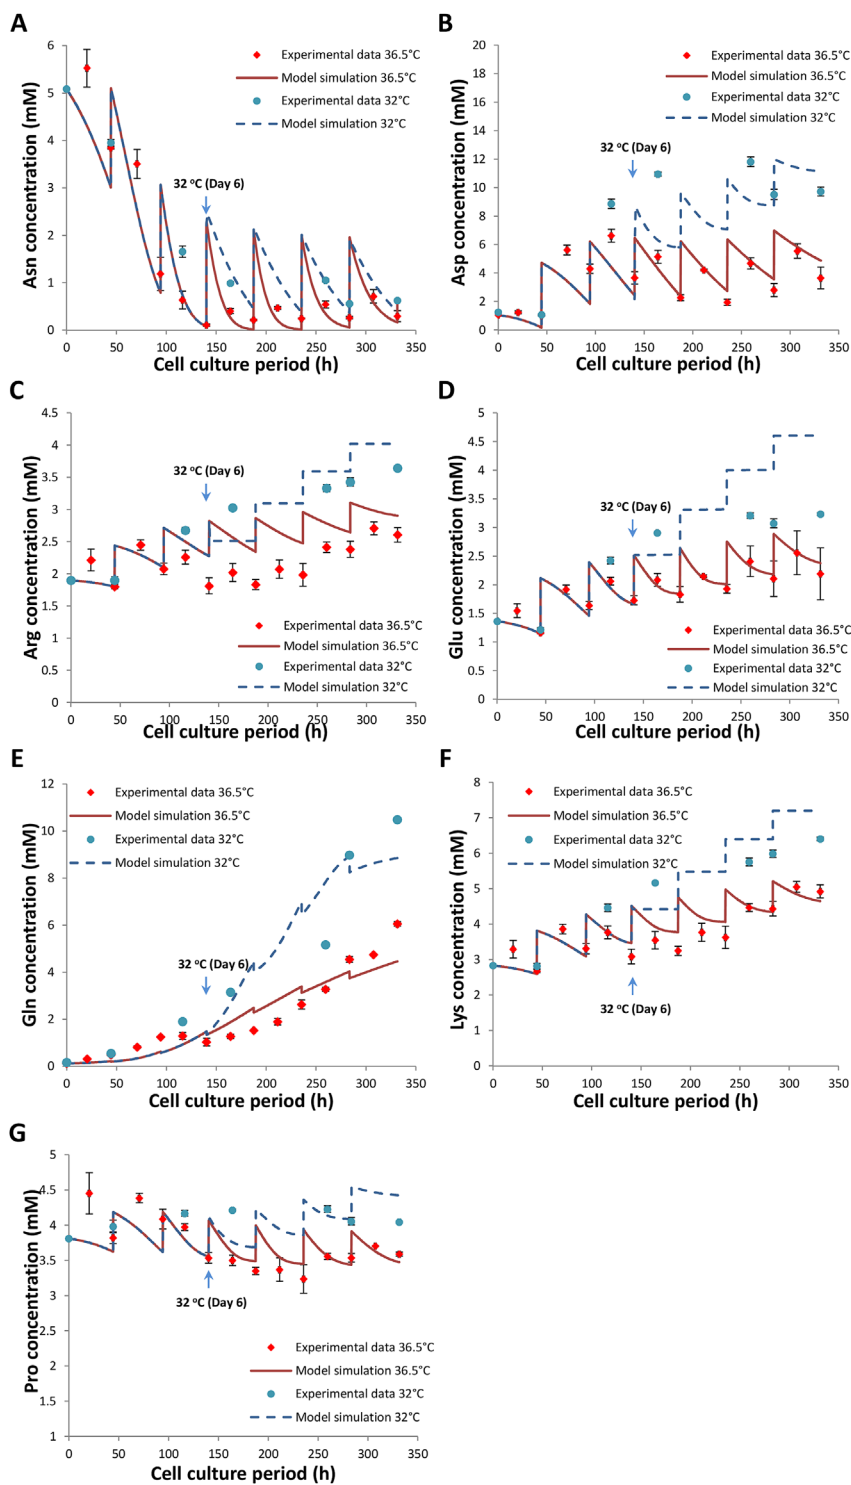 A
Asn concentration (mM)
6
5
4
3
2
1
0
Experimental data 36.5°C
Model simulation 36.5°C
Experimental data 32°C
Model simulation 32°C
32 °C (Day 6)
0 50 100 150 200 250 300 350
Cell culture period (h)
B
Asp concentration (mM)
20
18
16
14
12
10
8
6
4
2
0
Experimental data 36.5°C
Model simulation 36.5°C
Experimental data 32°C
Model simulation 32°C
32 °C (Day 6)
0 50 100 150 200 250 300 350
Cell culture period (h)
C
Arg concentration (mM)
4.5
4
3.5
3
2.5
2
1.5
1
0.5
0
32 °C (Day 6)
Experimental data 36.5°C
Model simulation 36.5°C
Experimental data 32°C
Model simulation 32°C
0 50 100 150 200 250 300 350
Cell culture period (h)
D
Glu concentration (mM)
5
4.5
4
3.5
3
2.5
2
1.5
1
0.5
0
32 °C (Day 6)
Experimental data 36.5°C
Model simulation 36.5°C
Experimental data 32°C
Model simulation 32°C
0 50 100 150 200 250 300 350
Cell culture period (h)
E
Gln concentration (mM)
12
10
8
6
4
2
0
Experimental data 36.5°C
Model simulation 36.5°C
Experimental data 32°C
Model simulation 32°C
32 °C (Day 6)
0 50 100 150 200 250 300 350
Cell culture period (h)
F
Lys concentration (mM)
8
7
6
5
4
3
2
1
0
Experimental data 36.5°C
Model simulation 36.5°C
Experimental data 32°C
Model simulation 32°C
32 °C (Day 6)
0 50 100 150 200 250 300 350
Cell culture period (h)
G
Pro concentration (mM)
5
4.5
4
3.5
3
2.5
2
1.5
1
32 °C (Day 6)
Experimental data 36.5°C
Model simulation 36.5°C
Experimental data 32°C
Model simulation 32°C
0 50 100 150 200 250 300 350
Cell culture period (h)